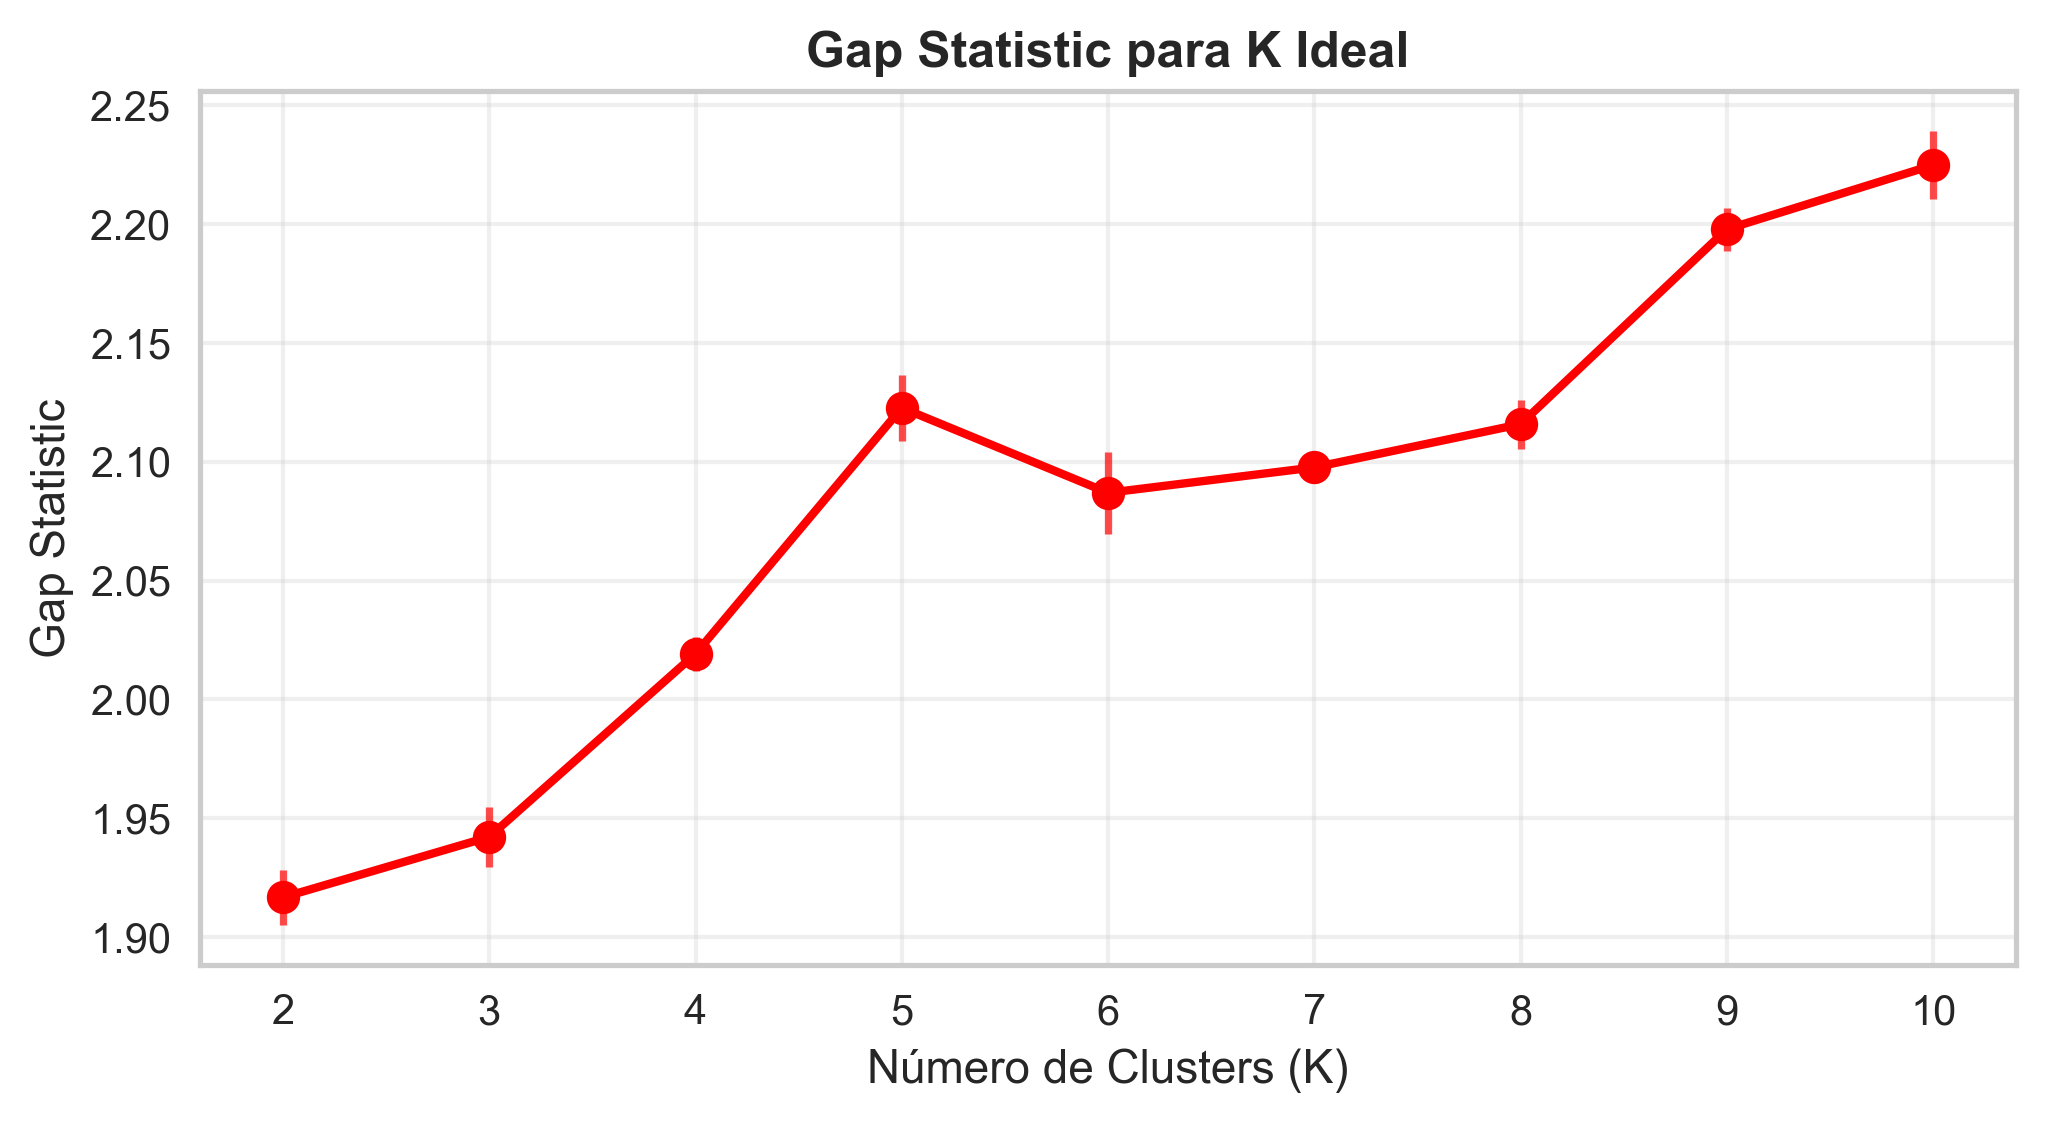 Gap Statistic para K Ideal
Gap Statistic
2.25
2.20
2.15
2.10
2.05
2.00
1.95
1.90
2 3 4 5 6 7 8 9 10
Número de Clusters (K)